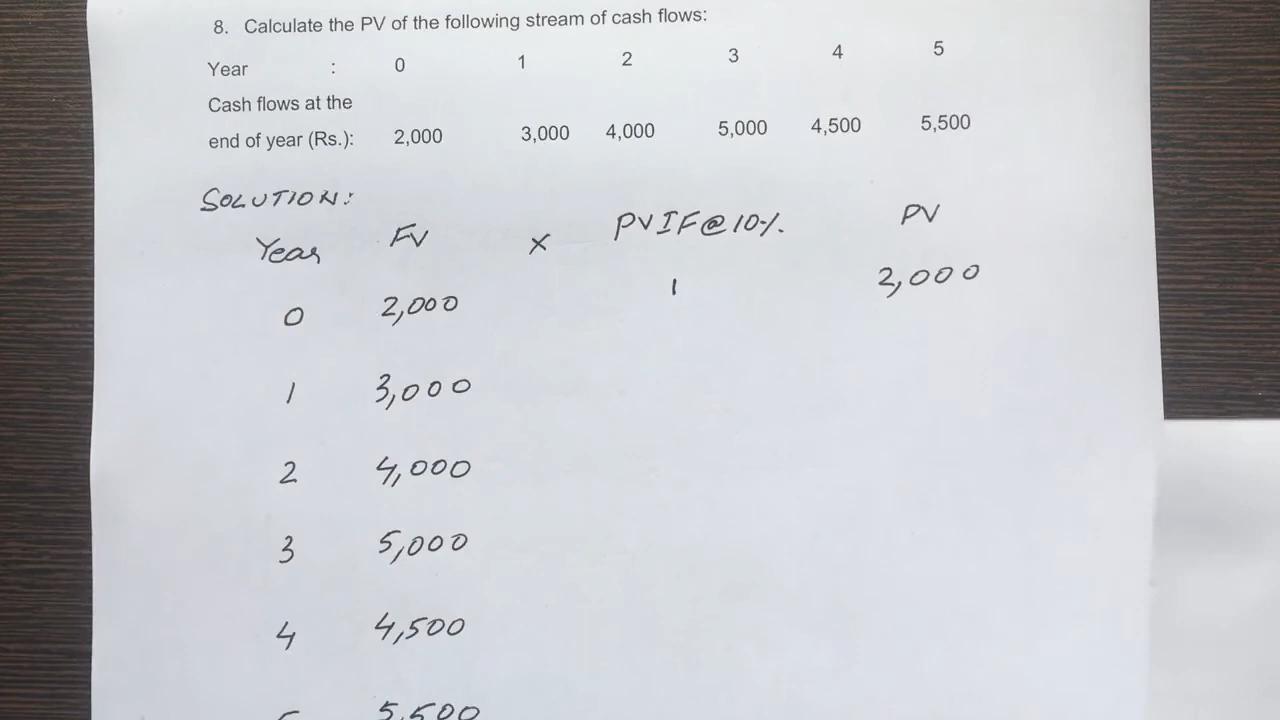 8. Calculate the PV of the following stream of cash flows:
Year : 0 1 2 3 4 5
Cash flows at the
end of year (Rs.): 2,000 3,000 4,000 5,000 4,500 5,500
SOLUTION:
Year FV × PVIF@10% PV
0 2,000 1 2,000
1 3,000
2 4,000
3 5,000
4 4,500
5 5,500